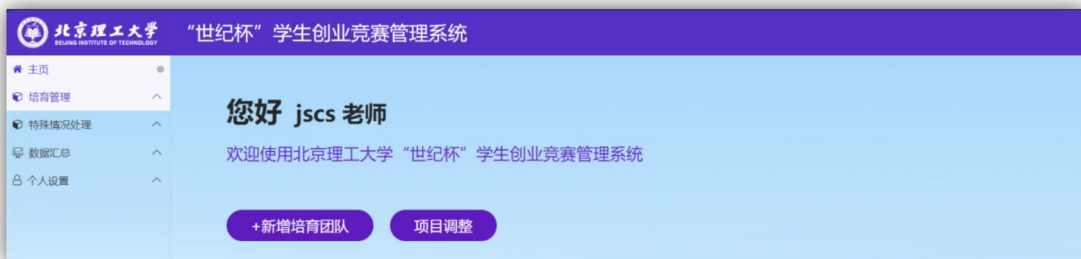 北京理工大学
BEIJING INSTITUTE OF TECHNOLOGY
“世纪杯”学生创业竞赛管理系统
主页
培育管理
特殊情况处理
数据汇总
个人设置
您好 jscs 老师
欢迎使用北京理工大学“世纪杯”学生创业竞赛管理系统
+新增培育团队
项目调整